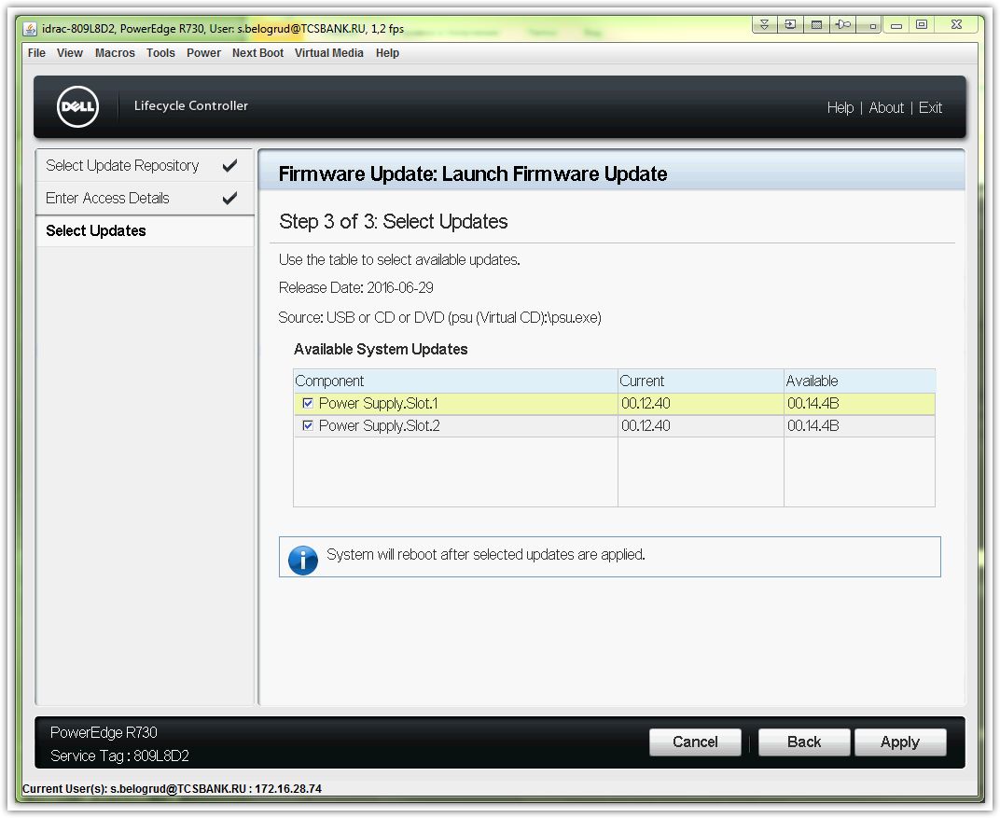 idrac-809L8D2, PowerEdge R730, User: s.belogrud@TCSBANK.RU, 1,2 fps
File View Macros Tools Power Next Boot Virtual Media Help
DELL
Lifecycle Controller
Help | About | Exit
Select Update Repository
Enter Access Details
Select Updates
Firmware Update: Launch Firmware Update
Step 3 of 3: Select Updates
Use the table to select available updates.
Release Date: 2016-06-29
Source: USB or CD or DVD (psu (Virtual CD):\psu.exe)
Available System Updates
Component Current Available
Power Supply.Slot.1 00.12.40 00.14.4B
Power Supply.Slot.2 00.12.40 00.14.4B
System will reboot after selected updates are applied.
PowerEdge R730
Service Tag : 809L8D2
Cancel | Back Apply
Current User(s): s.belogrud@TCSBANK.RU : 172.16.28.74